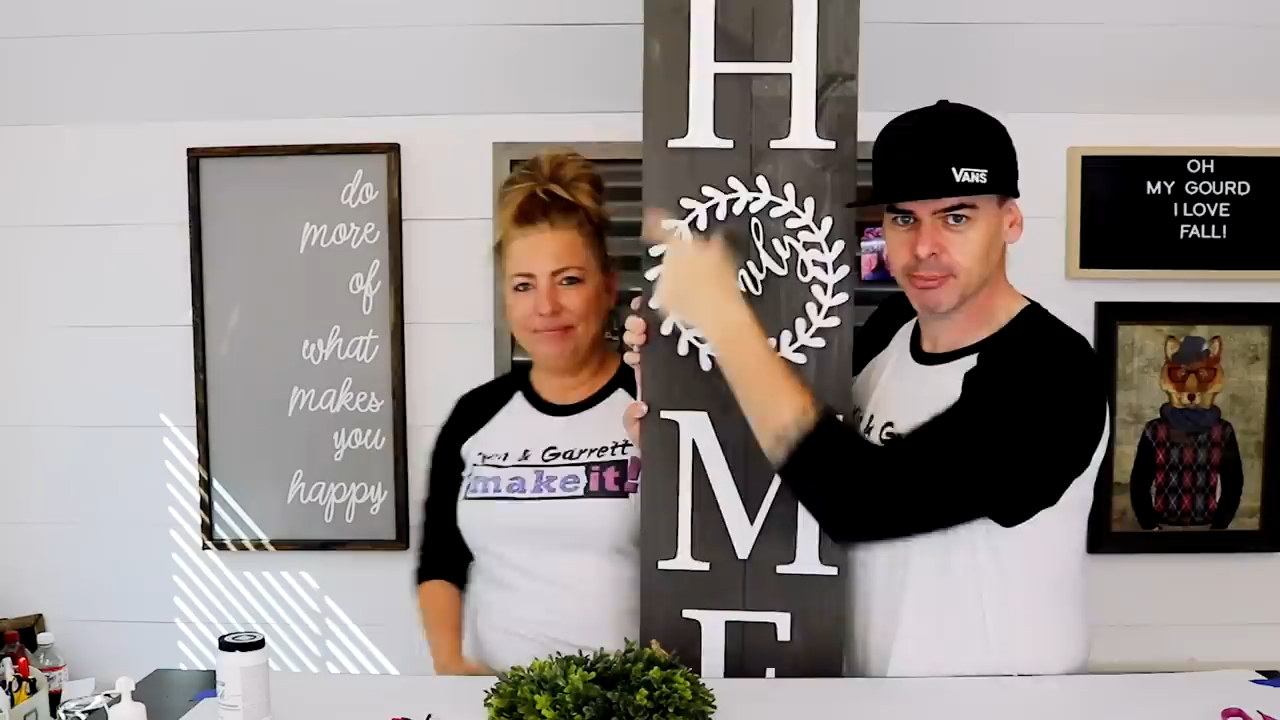 do
more
of
what
makes
you
happy
H
M
E
& Garrett
make it!
VANS
OH
MY GOURD
I LOVE
FALL!